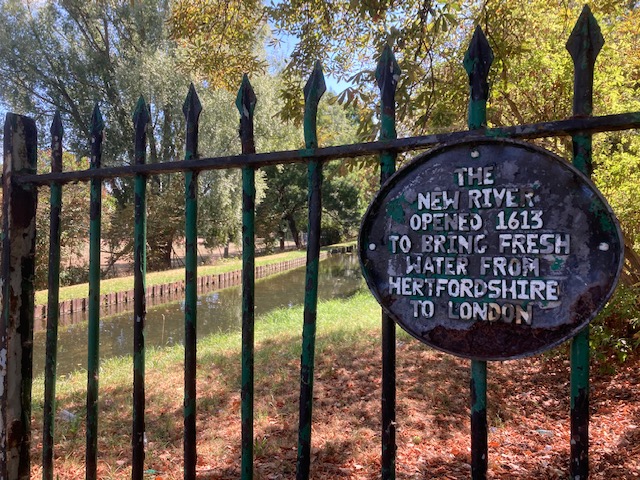 THE
NEW RIVER
OPENED 1613
TO BRING FRESH
WATER FROM
HERTFORDSHIRE
TO LONDON